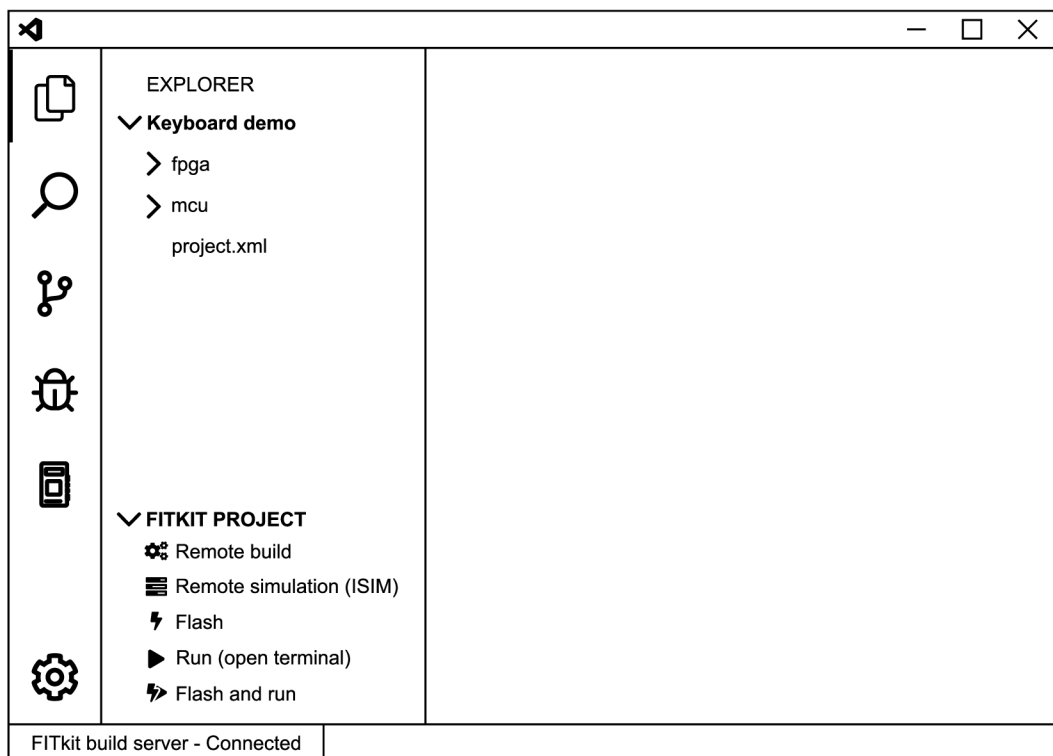 EXPLORER
Keyboard demo
fpga
mcu
project.xml
FITKIT PROJECT
Remote build
Remote simulation (ISIM)
Flash
Run (open terminal)
Flash and run
FITkit build server - Connected